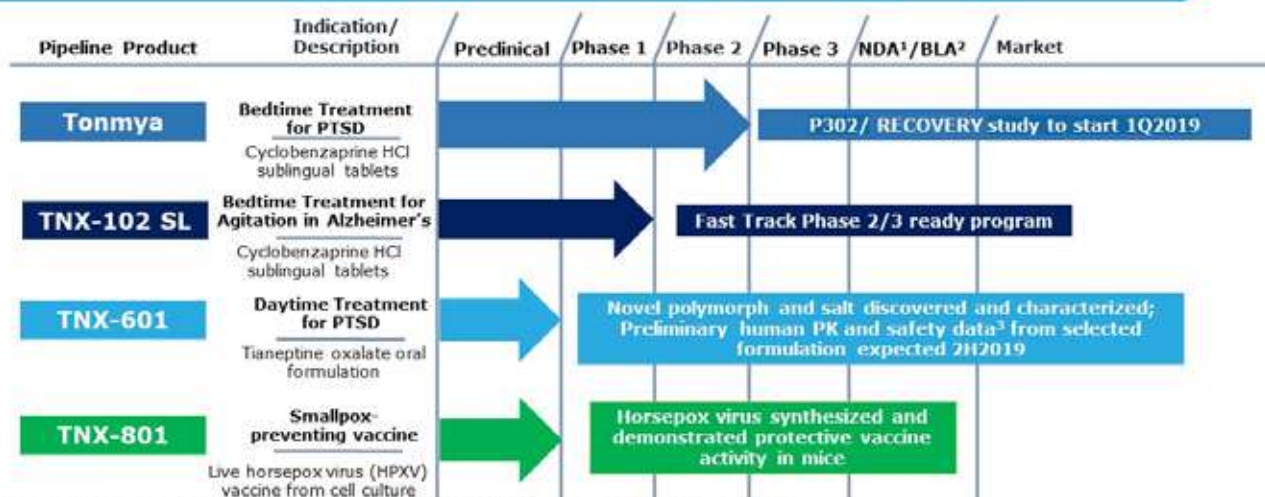 Pipeline Product
Indication/
Description
Preclinical
Phase 1
Phase 2
Phase 3
NDA¹/BLA²
Market
Tonmya
Bedtime Treatment
for PTSD
Cyclobenzaprine HCl
sublingual tablets
P302/ RECOVERY study to start 1Q2019
TNX-102 SL
Bedtime Treatment for
Agitation in Alzheimer's
Cyclobenzaprine HCl
sublingual tablets
Fast Track Phase 2/3 ready program
TNX-601
Daytime Treatment
for PTSD
Tianeptine oxalate oral
formulation
Novel polymorph and salt discovered and characterized;
Preliminary human PK and safety data³ from selected
formulation expected 2H2019
TNX-801
Smallpox-
preventing vaccine
Live horsepox virus (HPXV)
vaccine from cell culture
Horsepox virus synthesized and
demonstrated protective vaccine
activity in mice